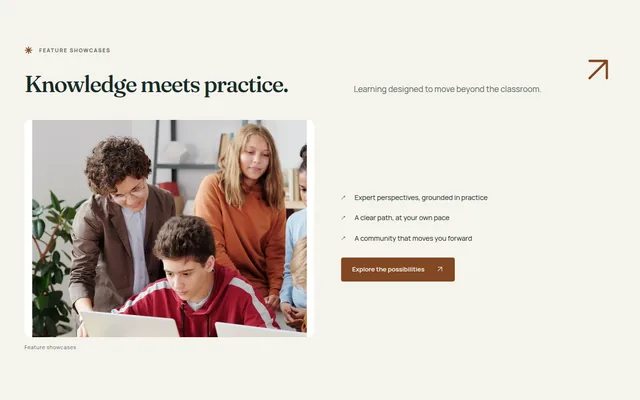 FEATURE SHOWCASES
Knowledge meets practice.
Learning designed to move beyond the classroom.
Expert perspectives, grounded in practice
A clear path, at your own pace
A community that moves you forward
Explore the possibilities
Feature showcases